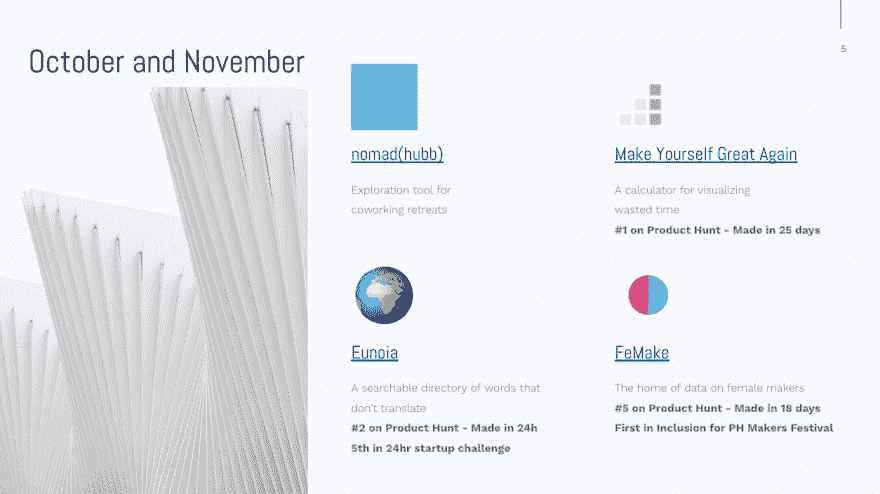 5
October and November
nomad(hubb)
Exploration tool for
coworking retreats
Make Yourself Great Again
A calculator for visualizing
wasted time
#1 on Product Hunt - Made in 25 days
Eunoia
A searchable directory of words that
don't translate
#2 on Product Hunt - Made in 24h
5th in 24hr startup challenge
FeMake
The home of data on female makers
#5 on Product Hunt - Made in 18 days
First in Inclusion for PH Makers Festival